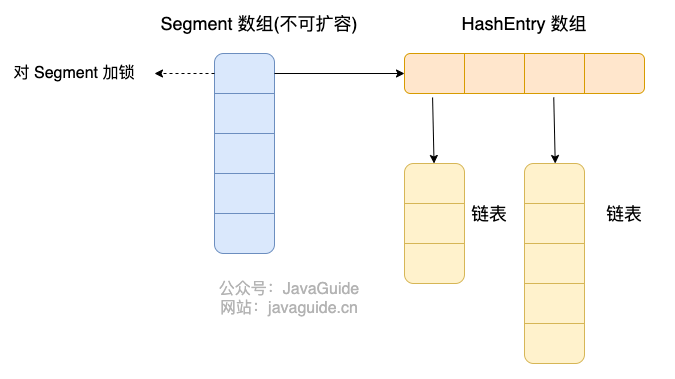 Segment 数组(不可扩容)
HashEntry 数组
对 Segment 加锁
链表
链表
公众号：JavaGuide
网站：javaguide.cn